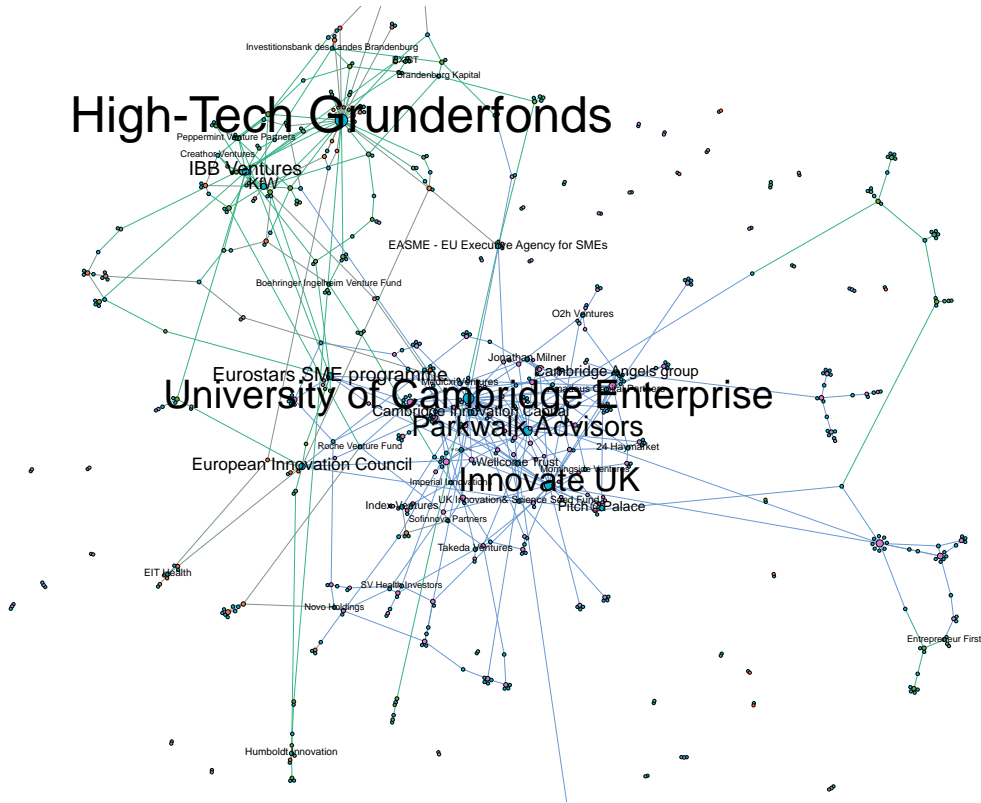 Investitionsbank des Landes Brandenburg
Brandenburg Kapital
High-Tech Grunderfonds
Peppermint Venture Partners
Creathor Ventures
IBB Ventures
KfW
EASME - EU Executive Agency for SMEs
Boehringer Ingelheim Venture Fund
O2h Ventures
Jonathan Milner
Eurostars SME programme
Cambridge Angels group
Medicxi Ventures
University of Cambridge Enterprise
Cambridge Innovation Capital
Parkwalk Advisors
Roche Venture Fund
24 Haymarket
European Innovation Council
Wellcome Trust
Morningside Ventures
Imperial Innovations
Innovate UK
UK Innovation& Science Seed Fund
Index Ventures
Pitch@Palace
Sofinnova Partners
Takeda Ventures
EIT Health
SV Health Investors
Novo Holdings
Entrepreneur First
Humboldt Innovation